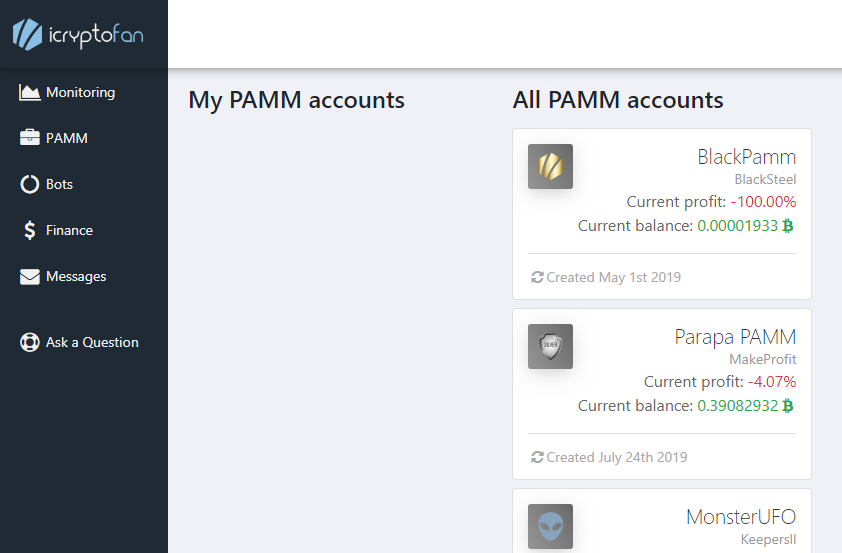 icryptofan
Monitoring
PAMM
Bots
Finance
Messages
Ask a Question
My PAMM accounts
All PAMM accounts
BlackPamm
BlackSteel
Current profit: -100.00%
Current balance: 0.00001933 ₿
Created May 1st 2019
SILVER
Parapa PAMM
MakeProfit
Current profit: -4.07%
Current balance: 0.39082932 ₿
Created July 24th 2019
MonsterUFO
KeepersII